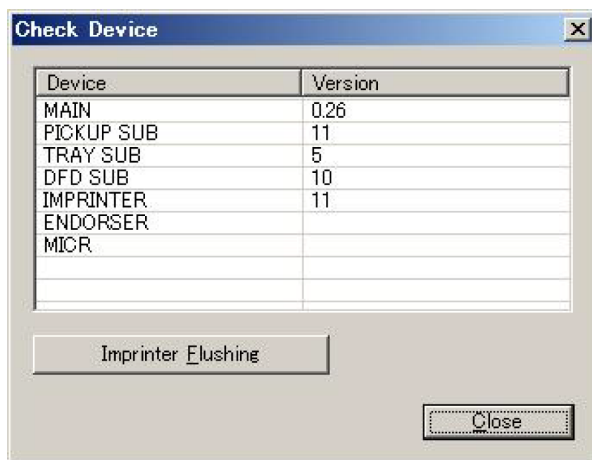 Check Device
Device Version
MAIN 0.26
PICKUP SUB 11
TRAY SUB 5
DFD SUB 10
IMPRINTER 11
ENDORSER
MICR
Imprinter Flushing
Close